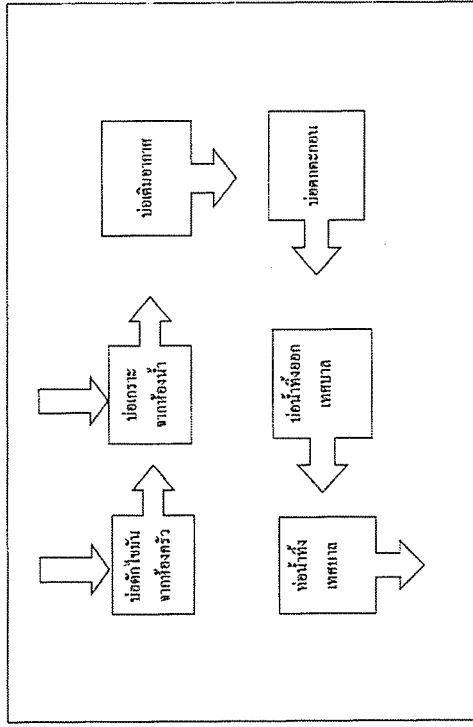 บ่อดักไขมัน
จากห้องครัว
บ่อเกราะ
จากห้องน้ำ
บ่อเติมอากาศ
บ่อตกตะกอน
บ่อน้ำทิ้งออก
เทศบาล
ท่อน้ำทิ้ง
เทศบาล